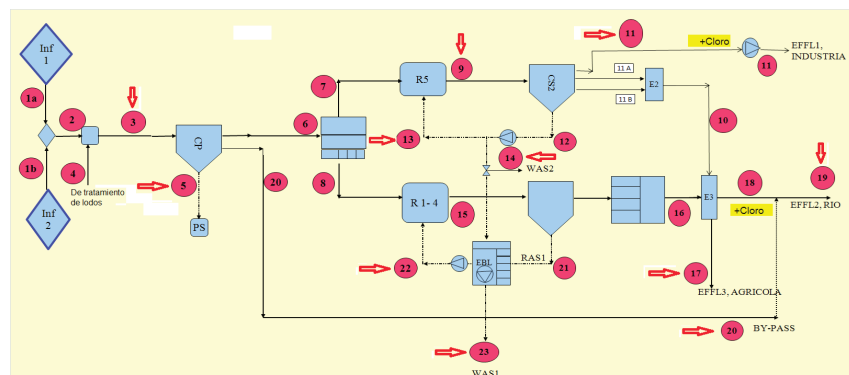 Inf
1
1a
2
3
1b
4
De tratamiento
de lodos
Inf
2
CP
5
PS
20
6
7
8
13
R5
9
CS2
11
+Cloro
11
EFFL1,
INDUSTRIA
11 A
11 B
E2
12
14
WAS2
10
R 1- 4
15
16
E3
18
+Cloro
19
EFFL2, RIO
22
EBL
RAS1
21
17
EFFL3, AGRICOLA
20
BY-PASS
23
WAS1